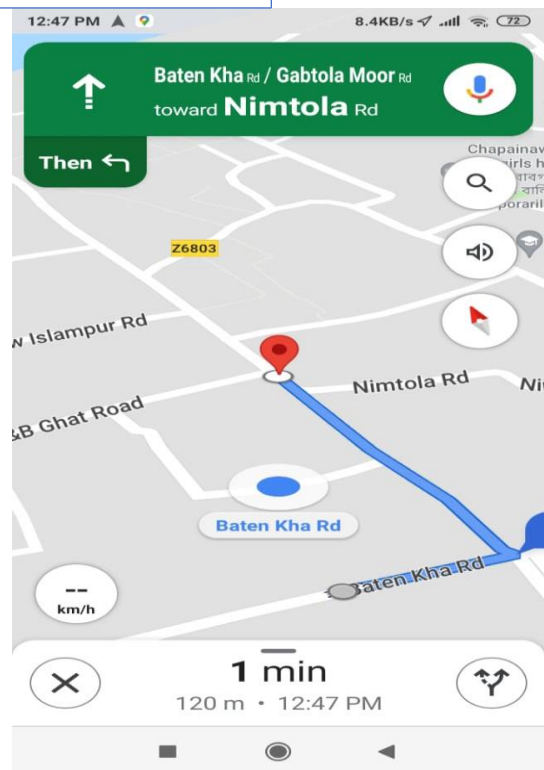 12:47 PM
8.4KB/s
72
Baten Kha Rd / Gabtola Moor Rd
toward Nimtola Rd
Then
Chapainaw
girls h
Z6803
w Islampur Rd
Nimtola Rd
Ni
&B Ghat Road
Baten Kha Rd
Baten Kha Rd
--
km/h
1 min
120 m · 12:47 PM